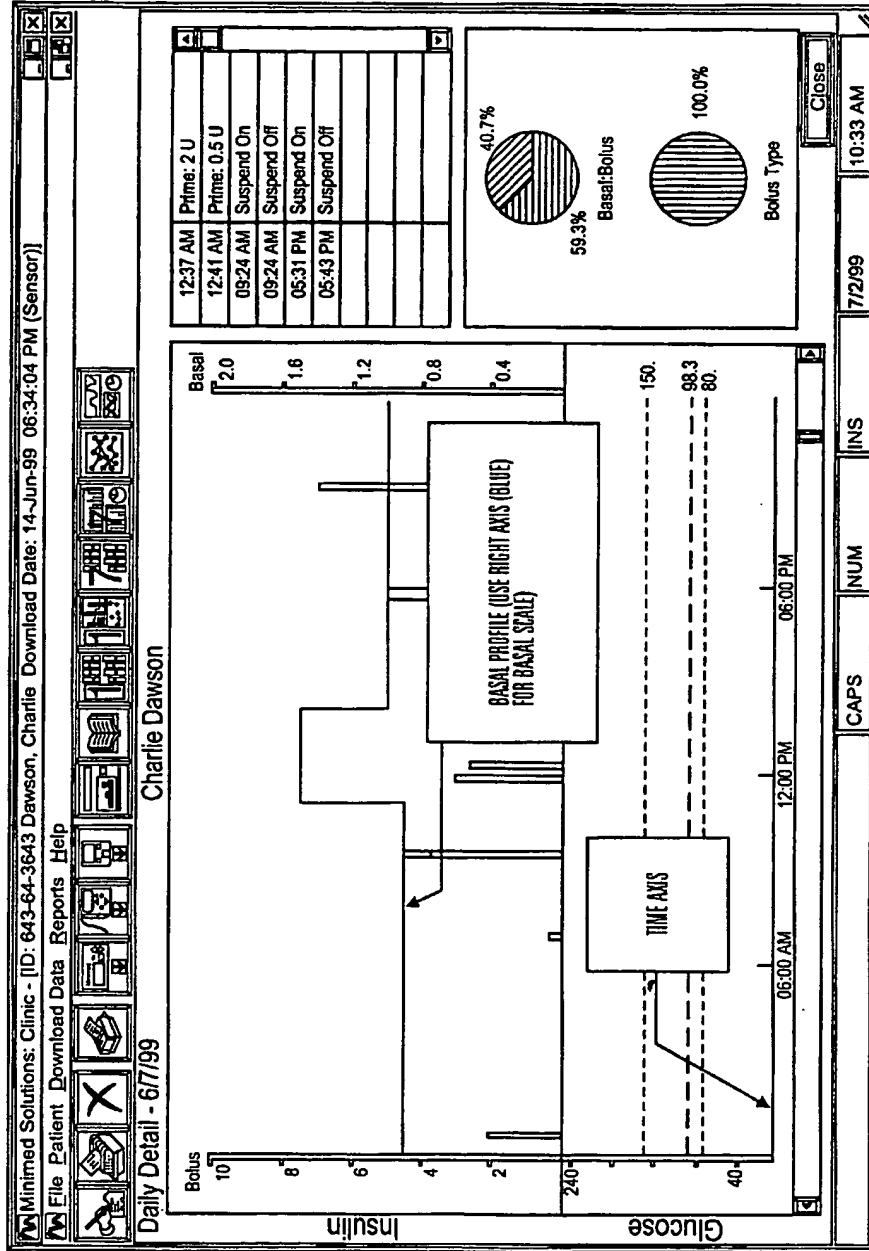 Minimed Solutions: Clinic - [ID: 643-64-3643 Dawson, Charlie Download Date: 14-Jun-99 06:34:04 PM (Sensor)]
File Patient Download Data Reports Help
1 1 7 7
Daily Detail - 6/7/99
Charlie Dawson
Bolus
Basal
10
8
6
4
2
Insulin
2.0
1.6
1.2
0.8
0.4
BASAL PROFILE (USE RIGHT AXIS (BLUE)
FOR BASAL SCALE)
240
40
Glucose
TIME AXIS
150.
98.3
80.
06:00 AM
12:00 PM
06:00 PM
12:37 AM Prime: 2 U
12:41 AM Prime: 0.5 U
09:24 AM Suspend On
09:24 AM Suspend Off
05:31 PM Suspend On
05:43 PM Suspend Off
40.7%
59.3%
Basal:Bolus
100.0%
Bolus Type
Close
CAPS
NUM
INS
7/2/99
10:33 AM